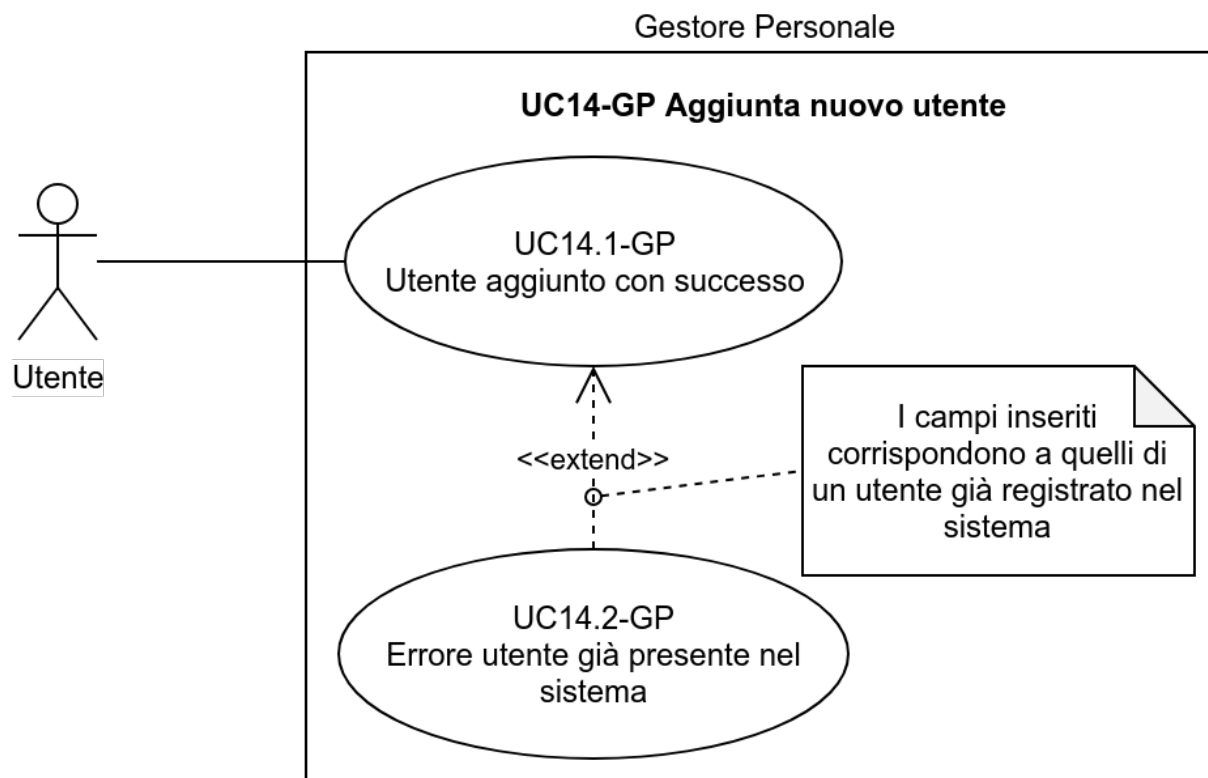 Gestore Personale
UC14-GP Aggiunta nuovo utente
UC14.1-GP
Utente aggiunto con successo
Utente
<<extend>>
I campi inseriti
corrispondono a quelli di
un utente già registrato nel
sistema
UC14.2-GP
Errore utente già presente nel
sistema